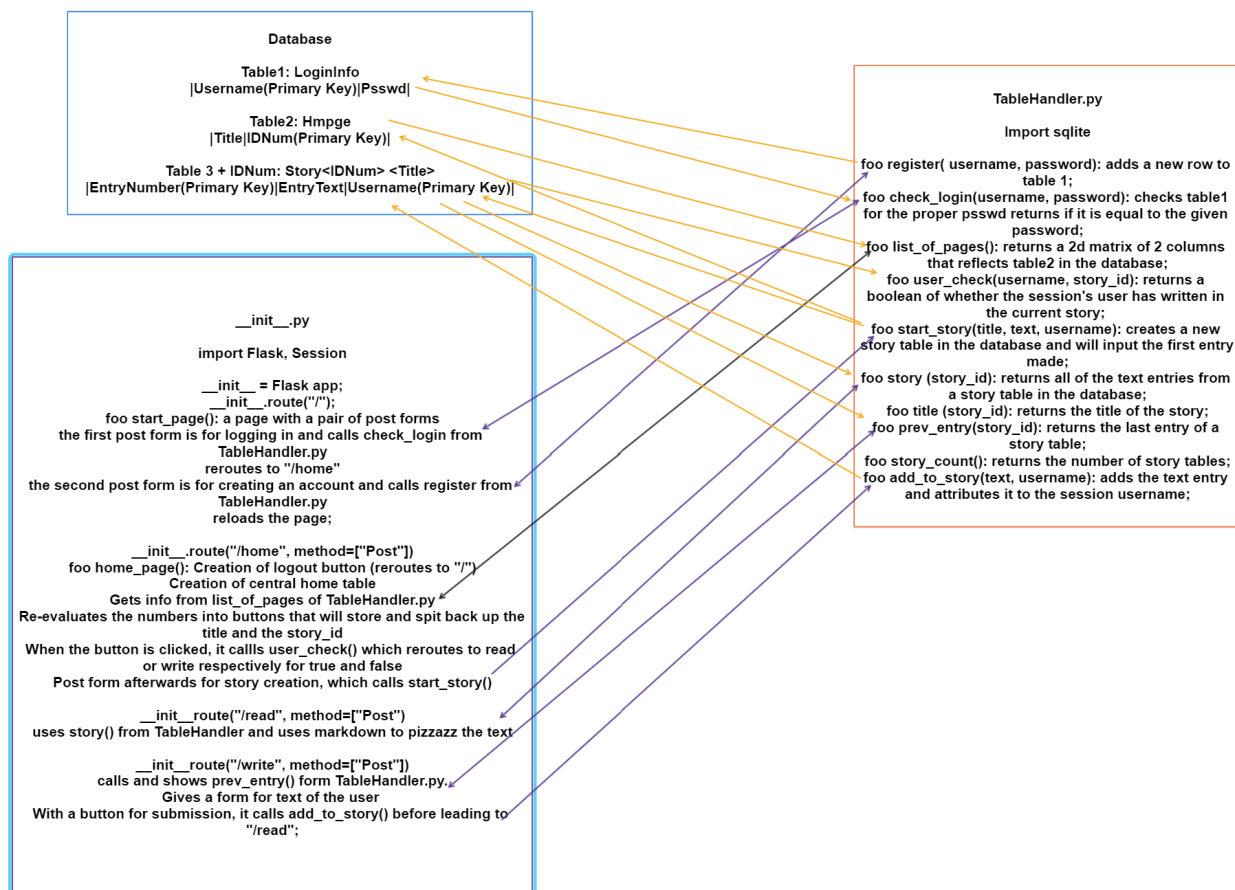 Database
Table1: LoginInfo
|Username(Primary Key)|Psswd|
Table2: Hmpge
|Title|IDNum(Primary Key)|
Table 3 + IDNum: Story<IDNum> <Title>
|EntryNumber(Primary Key)|EntryText|Username(Primary Key)|
__init__.py
import Flask, Session
__init__ = Flask app;
__init__.route("/");
foo start_page(): a page with a pair of post forms
the first post form is for logging in and calls check_login from
TableHandler.py
reroutes to "/home"
the second post form is for creating an account and calls register from
TableHandler.py
reloads the page;
__init__.route("/home", method=["Post"])
foo home_page(): Creation of logout button (reroutes to "/")
Creation of central home table
Gets info from list_of_pages of TableHandler.py
Re-evaluates the numbers into buttons that will store and spit back up the
title and the story_id
When the button is clicked, it callls user_check() which reroutes to read
or write respectively for true and false
Post form afterwards for story creation, which calls start_story()
__init__route("/read", method=["Post")
uses story() from TableHandler and uses markdown to pizzazz the text
__init__route("/write", method=["Post"])
calls and shows prev_entry() form TableHandler.py.
Gives a form for text of the user
With a button for submission, it calls add_to_story() before leading to
"/read";
TableHandler.py
Import sqlite
foo register( username, password): adds a new row to
table 1;
foo check_login(username, password): checks table1
for the proper psswd returns if it is equal to the given
password;
foo list_of_pages(): returns a 2d matrix of 2 columns
that reflects table2 in the database;
foo user_check(username, story_id): returns a
boolean of whether the session's user has written in
the current story;
foo start_story(title, text, username): creates a new
story table in the database and will input the first entry
made;
foo story (story_id): returns all of the text entries from
a story table in the database;
foo title (story_id): returns the title of the story;
foo prev_entry(story_id): returns the last entry of a
story table;
foo story_count(): returns the number of story tables;
foo add_to_story(text, username): adds the text entry
and attributes it to the session username;